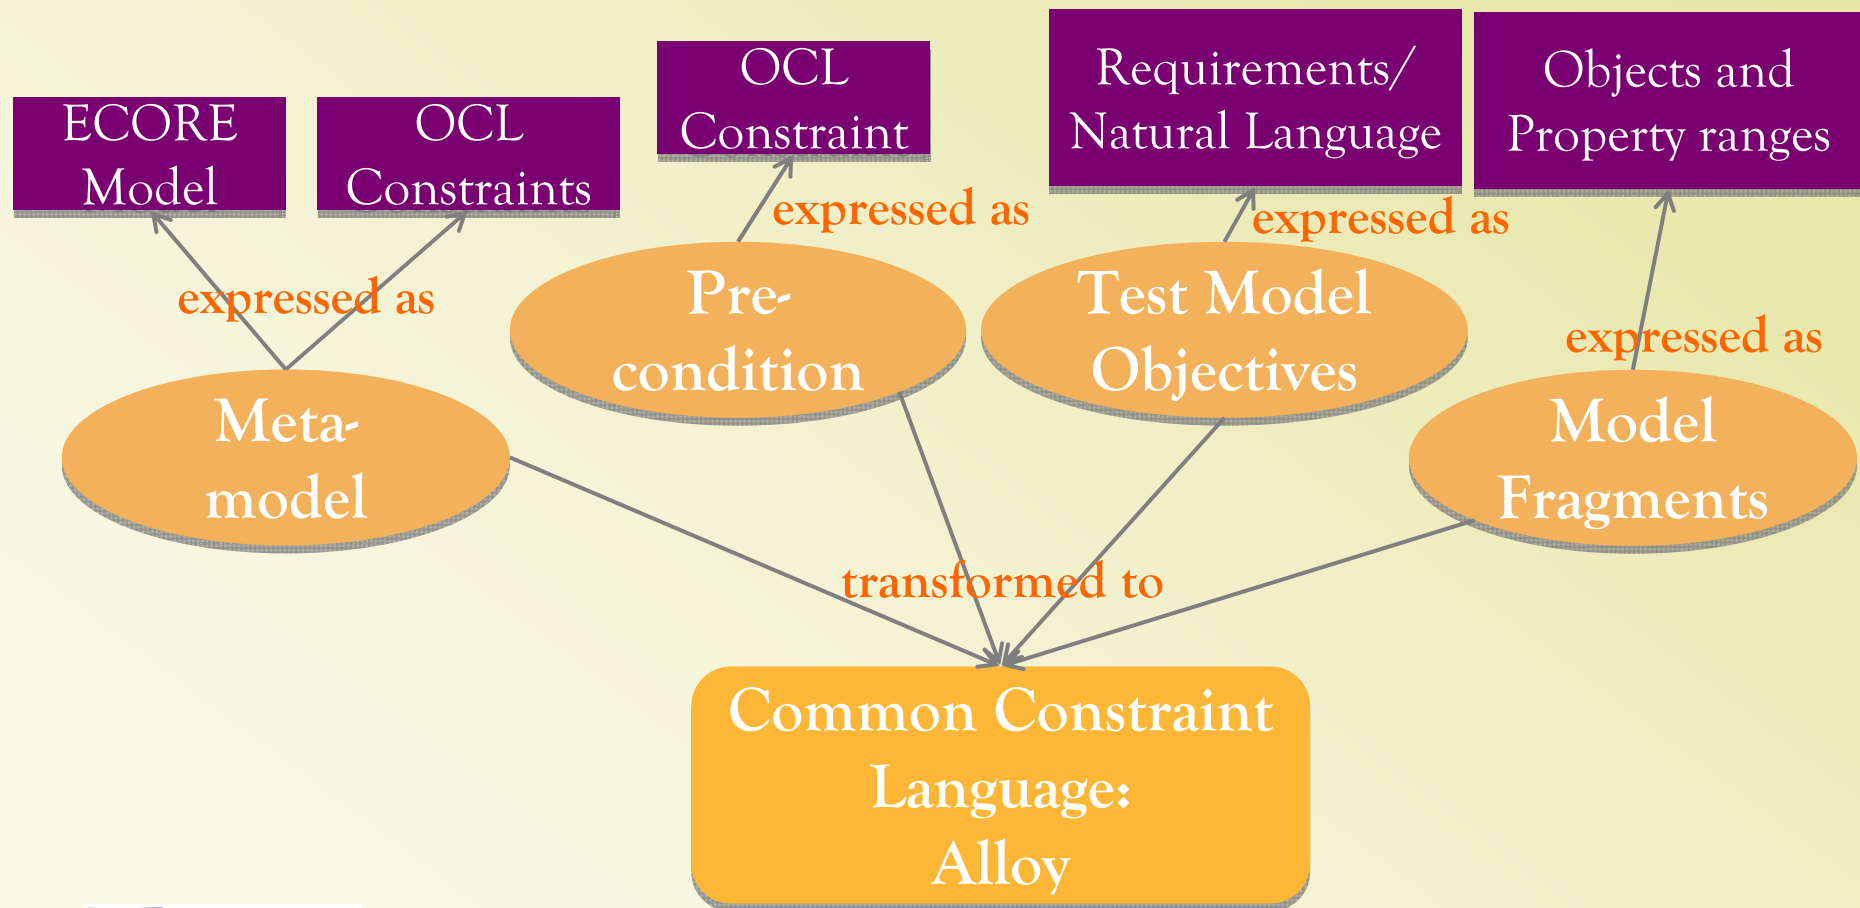 ECORE
Model
OCL
Constraints
OCL
Constraint
Requirements/
Natural Language
Objects and
Property ranges
expressed as
expressed as
expressed as
expressed as
Meta-
model
Pre-
condition
Test Model
Objectives
Model
Fragments
transformed to
Common Constraint
Language:
Alloy